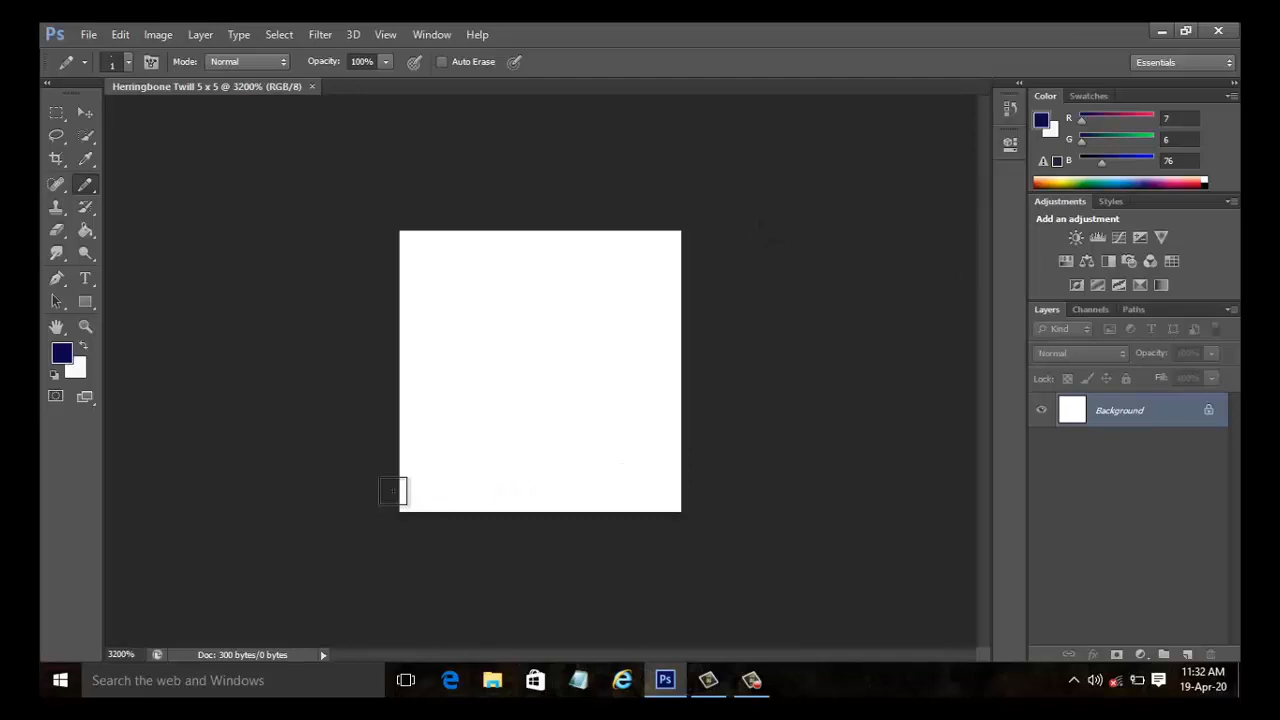 Ps File Edit Image Layer Type Select Filter 3D View Window Help
1 Mode: Normal Opacity: 100% Auto Erase Essentials
Herringbone Twill 5 x 5 @ 3200% (RGB/8) ×
Color Swatches
R 7
G 6
B 76
Adjustments Styles
Add an adjustment
Layers Channels Paths
Kind
Normal Opacity: 100%
Lock: Fill: 100%
Background
3200% Doc: 300 bytes/0 bytes
Search the web and Windows
Ps
11:32 AM
19-Apr-20